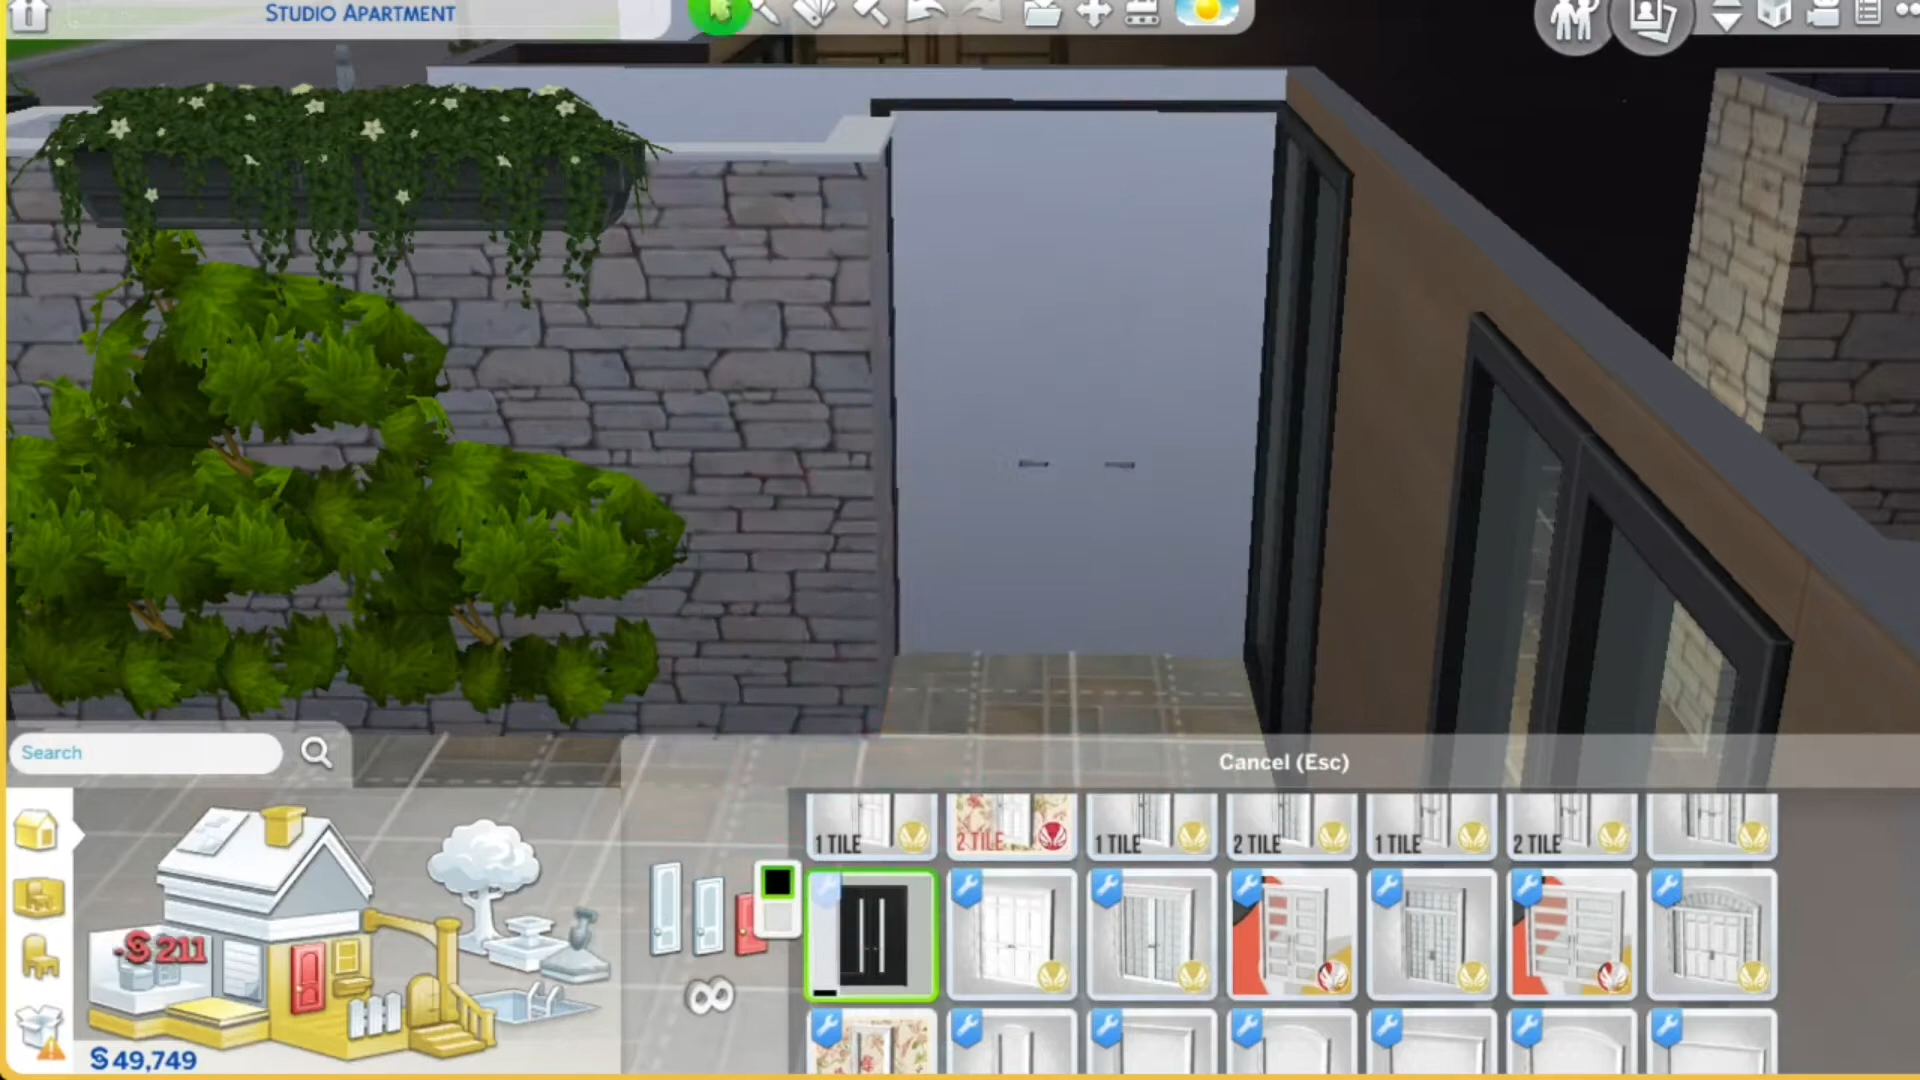 STUDIO APARTMENT
Search
Cancel (Esc)
1 TILE
2 TILE
1 TILE
2 TILE
1 TILE
2 TILE
-§211
§49,749